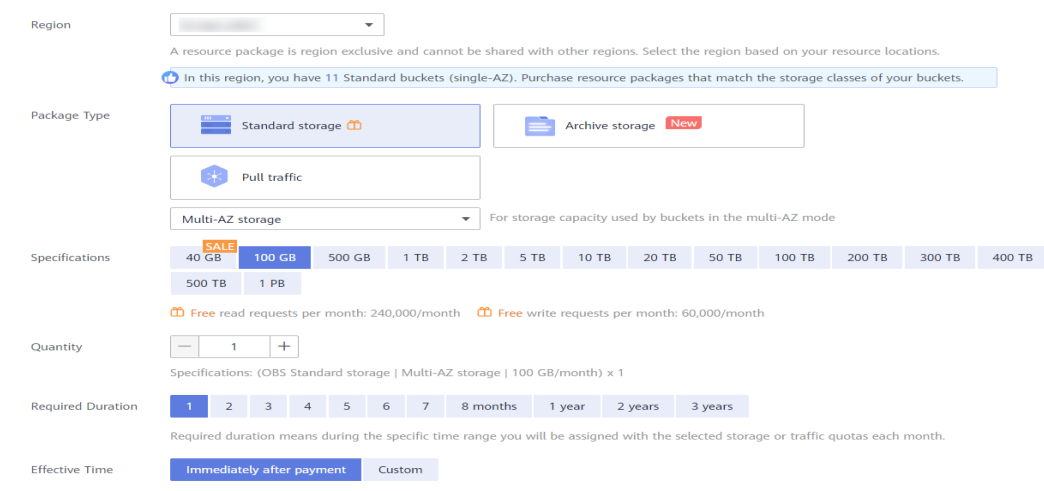 Region
A resource package is region exclusive and cannot be shared with other regions. Select the region based on your resource locations.
In this region, you have 11 Standard buckets (single-AZ). Purchase resource packages that match the storage classes of your buckets.
Package Type
Standard storage
Archive storage New
Pull traffic
Multi-AZ storage For storage capacity used by buckets in the multi-AZ mode
SALE
Specifications 40 GB 100 GB 500 GB 1 TB 2 TB 5 TB 10 TB 20 TB 50 TB 100 TB 200 TB 300 TB 400 TB
500 TB 1 PB
Free read requests per month: 240,000/month Free write requests per month: 60,000/month
Quantity — 1 +
Specifications: (OBS Standard storage | Multi-AZ storage | 100 GB/month) x 1
Required Duration 1 2 3 4 5 6 7 8 months 1 year 2 years 3 years
Required duration means during the specific time range you will be assigned with the selected storage or traffic quotas each month.
Effective Time Immediately after payment Custom